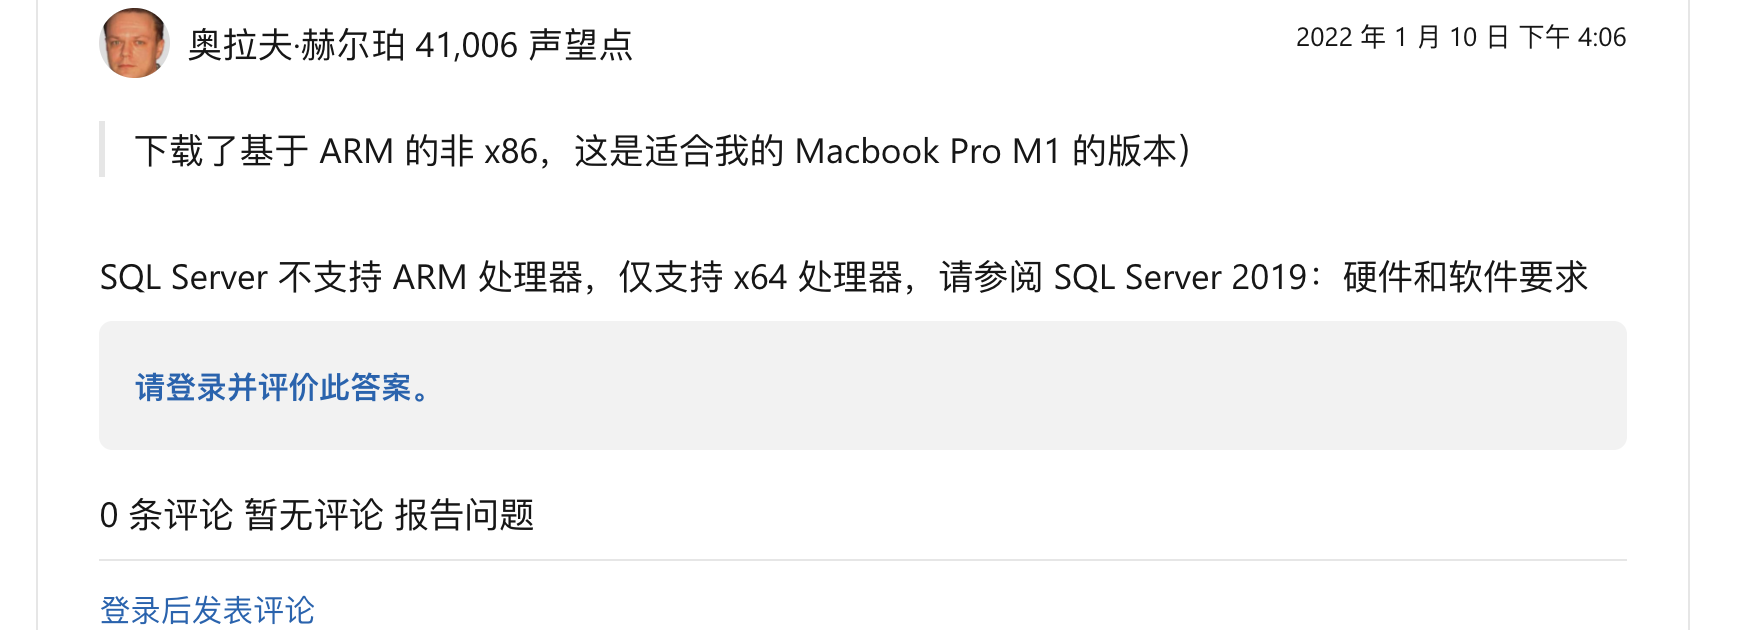 奥拉夫·赫尔珀 41,006 声望点
2022 年 1 月 10 日 下午 4:06
下载了基于 ARM 的非 x86，这是适合我的 Macbook Pro M1 的版本）
SQL Server 不支持 ARM 处理器，仅支持 x64 处理器，请参阅 SQL Server 2019：硬件和软件要求
请登录并评价此答案。
0 条评论 暂无评论 报告问题
登录后发表评论